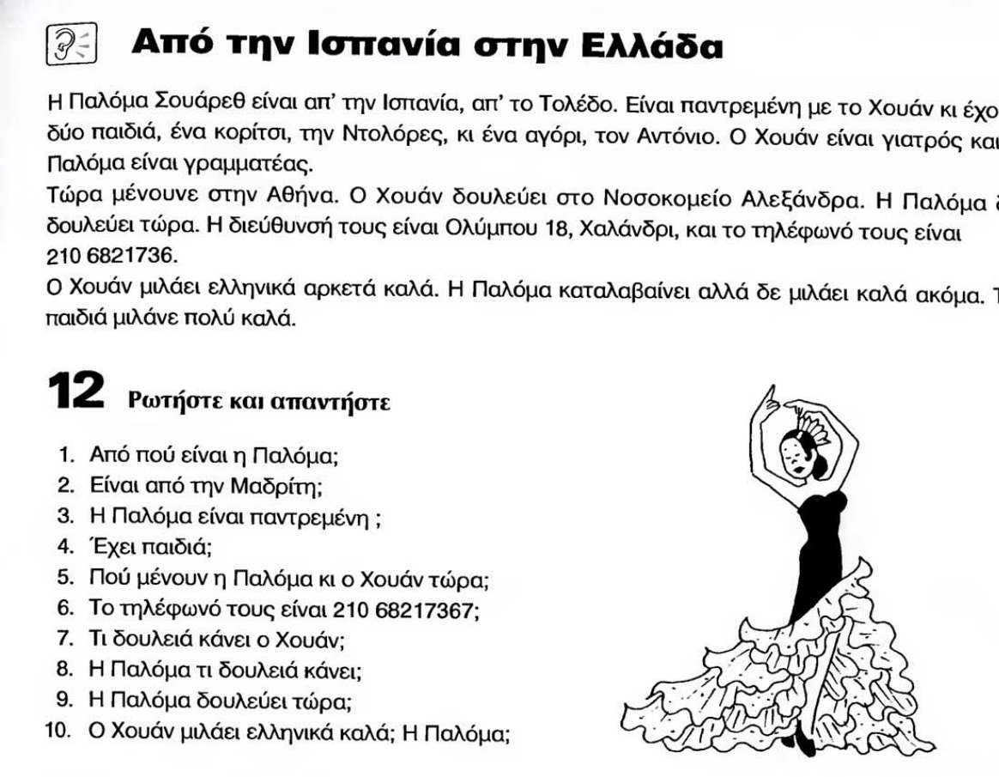 Από την Ισπανία στην Ελλάδα
Η Παλόμα Σουάρεθ είναι απ' την Ισπανία, απ' το Τολέδο. Είναι παντρεμένη με το Χουάν κι έχο
δύο παιδιά, ένα κορίτσι, την Ντολόρες, κι ένα αγόρι, τον Αντόνιο. Ο Χουάν είναι γιατρός και
Παλόμα είναι γραμματέας.
Τώρα μένουνε στην Αθήνα. Ο Χουάν δουλεύει στο Νοσοκομείο Αλεξάνδρα. Η Παλόμα
δουλεύει τώρα. Η διεύθυνσή τους είναι Ολύμπου 18, Χαλάνδρι, και το τηλέφωνό τους είναι
210 6821736.
Ο Χουάν μιλάει ελληνικά αρκετά καλά. Η Παλόμα καταλαβαίνει αλλά δε μιλάει καλά ακόμα.
παιδιά μιλάνε πολύ καλά.
12 Ρωτήστε και απαντήστε
1. Από πού είναι η Παλόμα;
2. Είναι από την Μαδρίτη;
3. Η Παλόμα είναι παντρεμένη ;
4. Έχει παιδιά;
5. Πού μένουν η Παλόμα κι ο Χουάν τώρα;
6. Το τηλέφωνό τους είναι 210 68217367;
7. Τι δουλειά κάνει ο Χουάν;
8. Η Παλόμα τι δουλειά κάνει;
9. Η Παλόμα δουλεύει τώρα;
10. Ο Χουάν μιλάει ελληνικά καλά; Η Παλόμα;